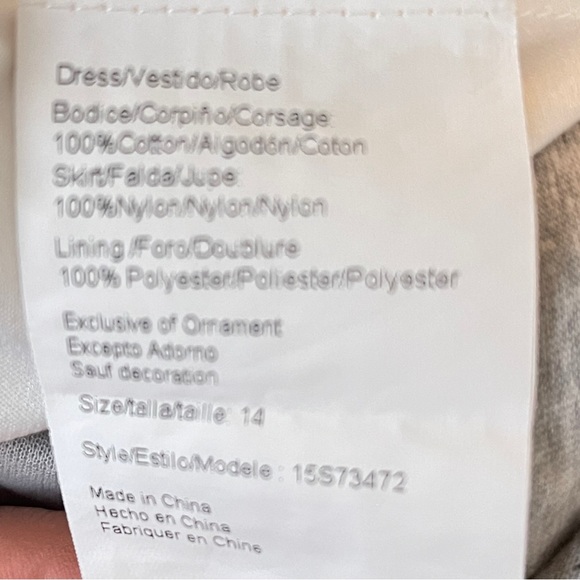 Dress/Vestido/Robe
Bodice/Corpiño/Corsage
100%Cotton/Algodón/Coton
Skirt/Falda/Jupe
100%Nylon/Nylon/Nylon
Lining/Foro/Doublure
100% Polyester/Poliester/Polyester
Exclusive of Ornament
Excepto Adorno
Sauf decoration
Size/talla/taille: 14
Style/Estilo/Modele : 15S73472
Made in China
Hecho en China
Fabriquer en Chine